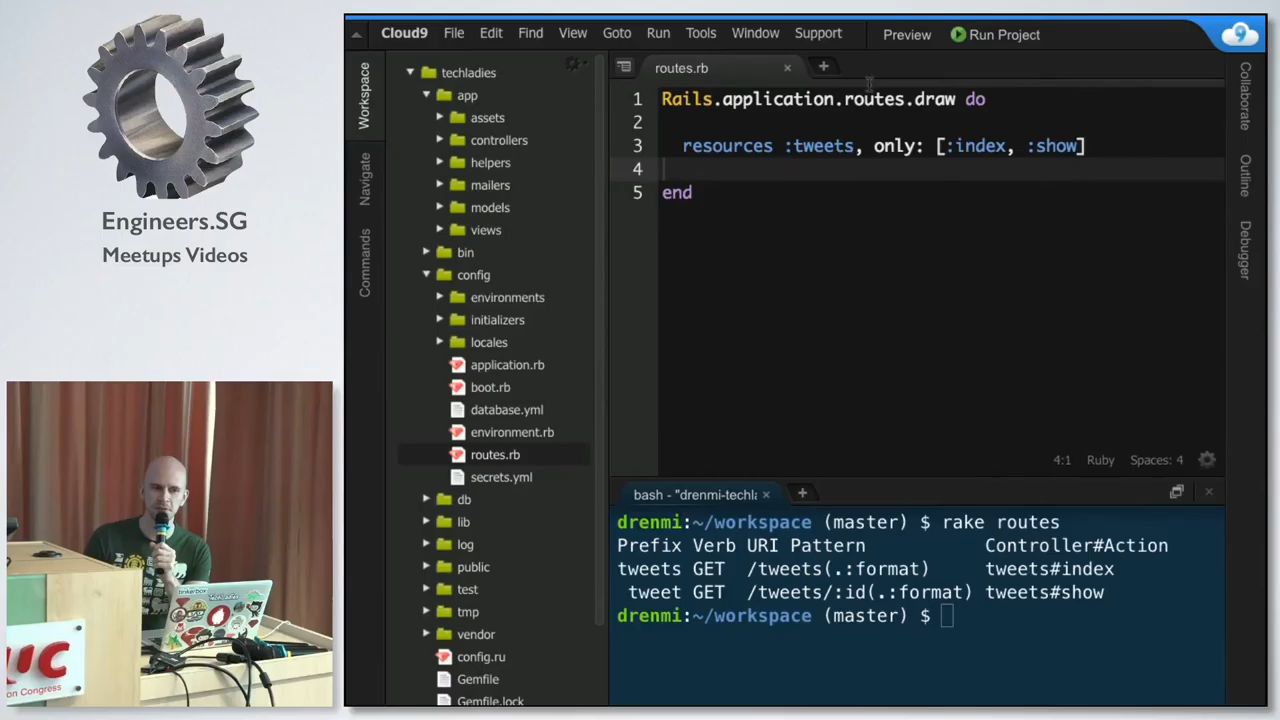 Engineers.SG
Meetups Videos
Cloud9 File Edit Find View Goto Run Tools Window Support Preview Run Project
9
Workspace
Navigate
Commands
techladies
app
assets
controllers
helpers
mailers
models
views
bin
config
environments
initializers
locales
application.rb
boot.rb
database.yml
environment.rb
routes.rb
secrets.yml
db
lib
log
public
test
tmp
vendor
config.ru
Gemfile
Gemfile.lock
routes.rb
1 Rails.application.routes.draw do
2
3 resources :tweets, only: [:index, :show]
4
5 end
4:1 Ruby Spaces: 4
Collaborate
Outline
Debugger
bash - "drenmi-techla
drenmi:~/workspace (master) $ rake routes
Prefix Verb URI Pattern Controller#Action
tweets GET /tweets(.:format) tweets#index
tweet GET /tweets/:id(.:format) tweets#show
drenmi:~/workspace (master) $